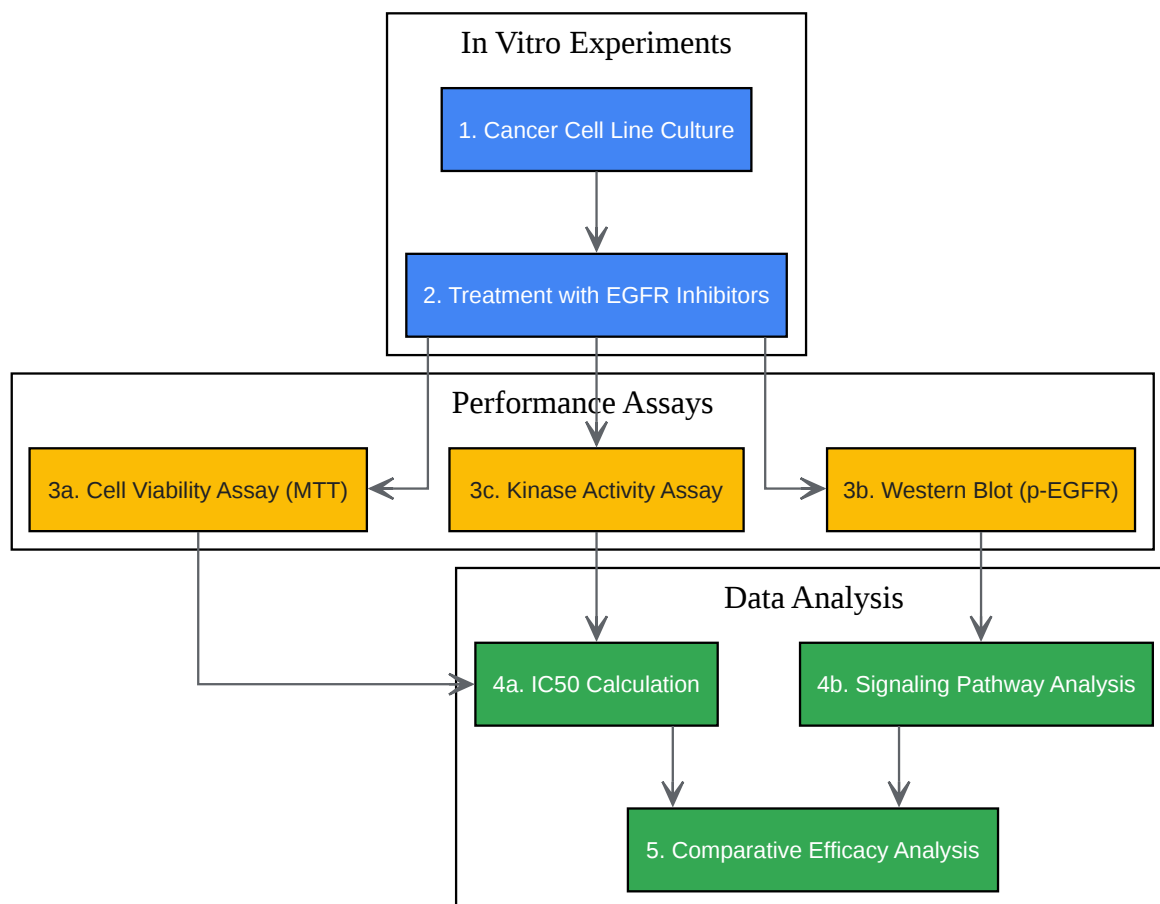 In Vitro Experiments
1. Cancer Cell Line Culture
2. Treatment with EGFR Inhibitors
Performance Assays
3a. Cell Viability Assay (MTT)
3c. Kinase Activity Assay
3b. Western Blot (p-EGFR)
Data Analysis
4a. IC50 Calculation
4b. Signaling Pathway Analysis
5. Comparative Efficacy Analysis